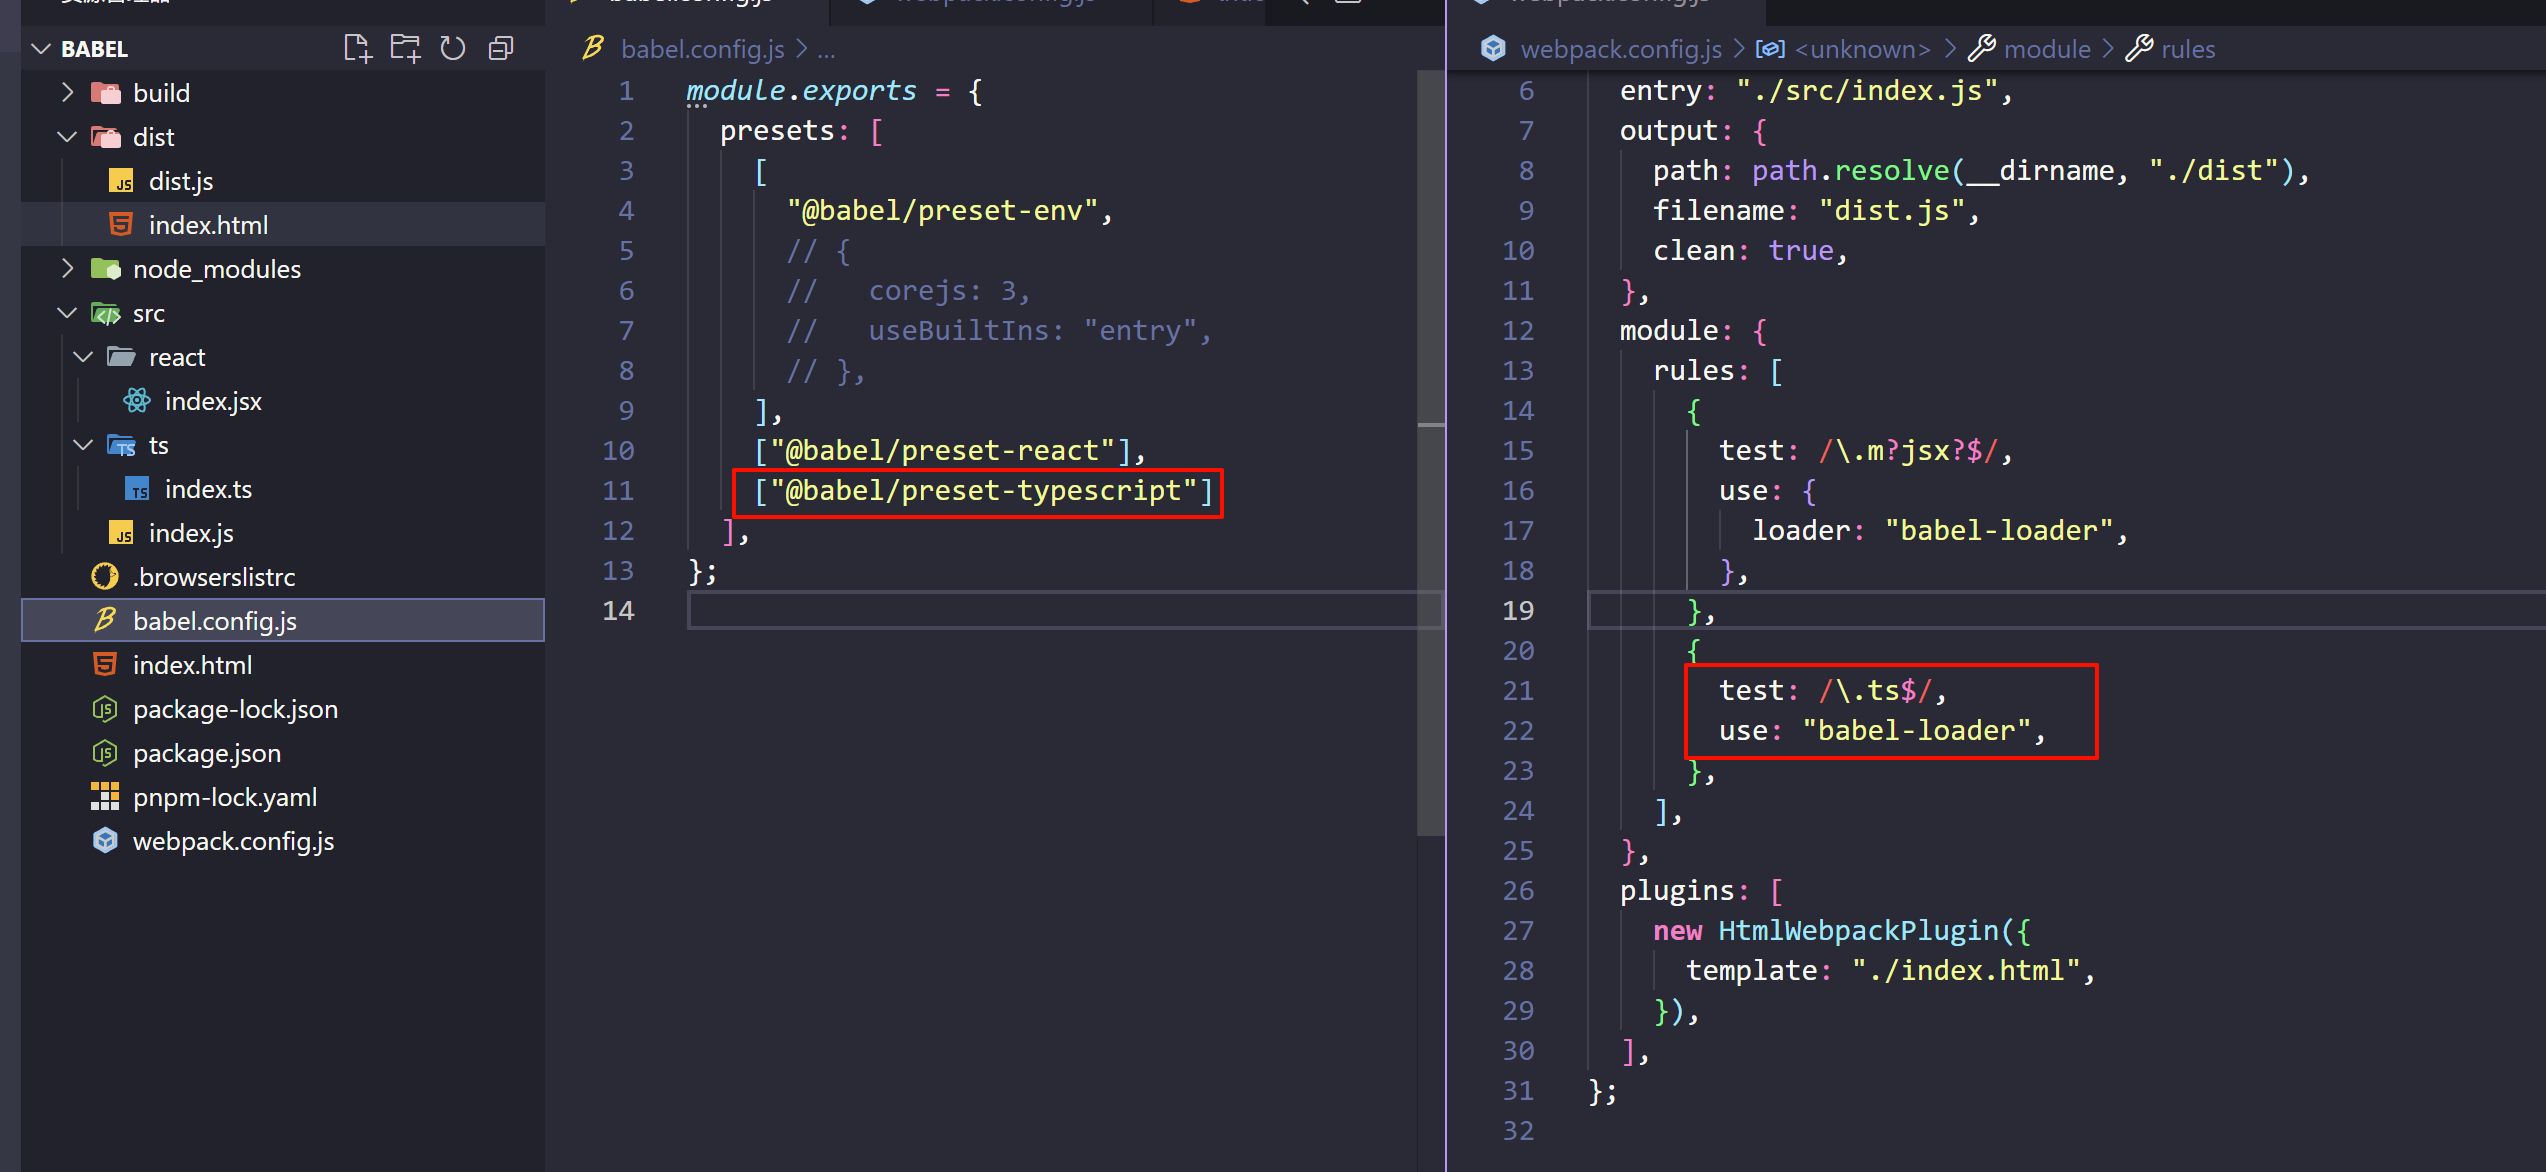 BABEL
build
dist
dist.js
index.html
node_modules
src
react
index.jsx
ts
index.ts
index.js
.browserslistrc
babel.config.js
index.html
package-lock.json
package.json
pnpm-lock.yaml
webpack.config.js
babel.config.js > ...
1 module.exports = {
2 presets: [
3 [
4 "@babel/preset-env",
5 // {
6 //   corejs: 3,
7 //   useBuiltIns: "entry",
8 // },
9 ],
10 ["@babel/preset-react"],
11 ["@babel/preset-typescript"]
12 ],
13 };
14
webpack.config.js > <unknown> > module > rules
6 entry: "./src/index.js",
7 output: {
8 path: path.resolve(__dirname, "./dist"),
9 filename: "dist.js",
10 clean: true,
11 },
12 module: {
13 rules: [
14 {
15 test: /\.m?jsx?$/,
16 use: {
17 loader: "babel-loader",
18 },
19 },
20 {
21 test: /\.ts$/,
22 use: "babel-loader",
23 },
24 ],
25 },
26 plugins: [
27 new HtmlWebpackPlugin({
28 template: "./index.html",
29 }),
30 ],
31 };
32